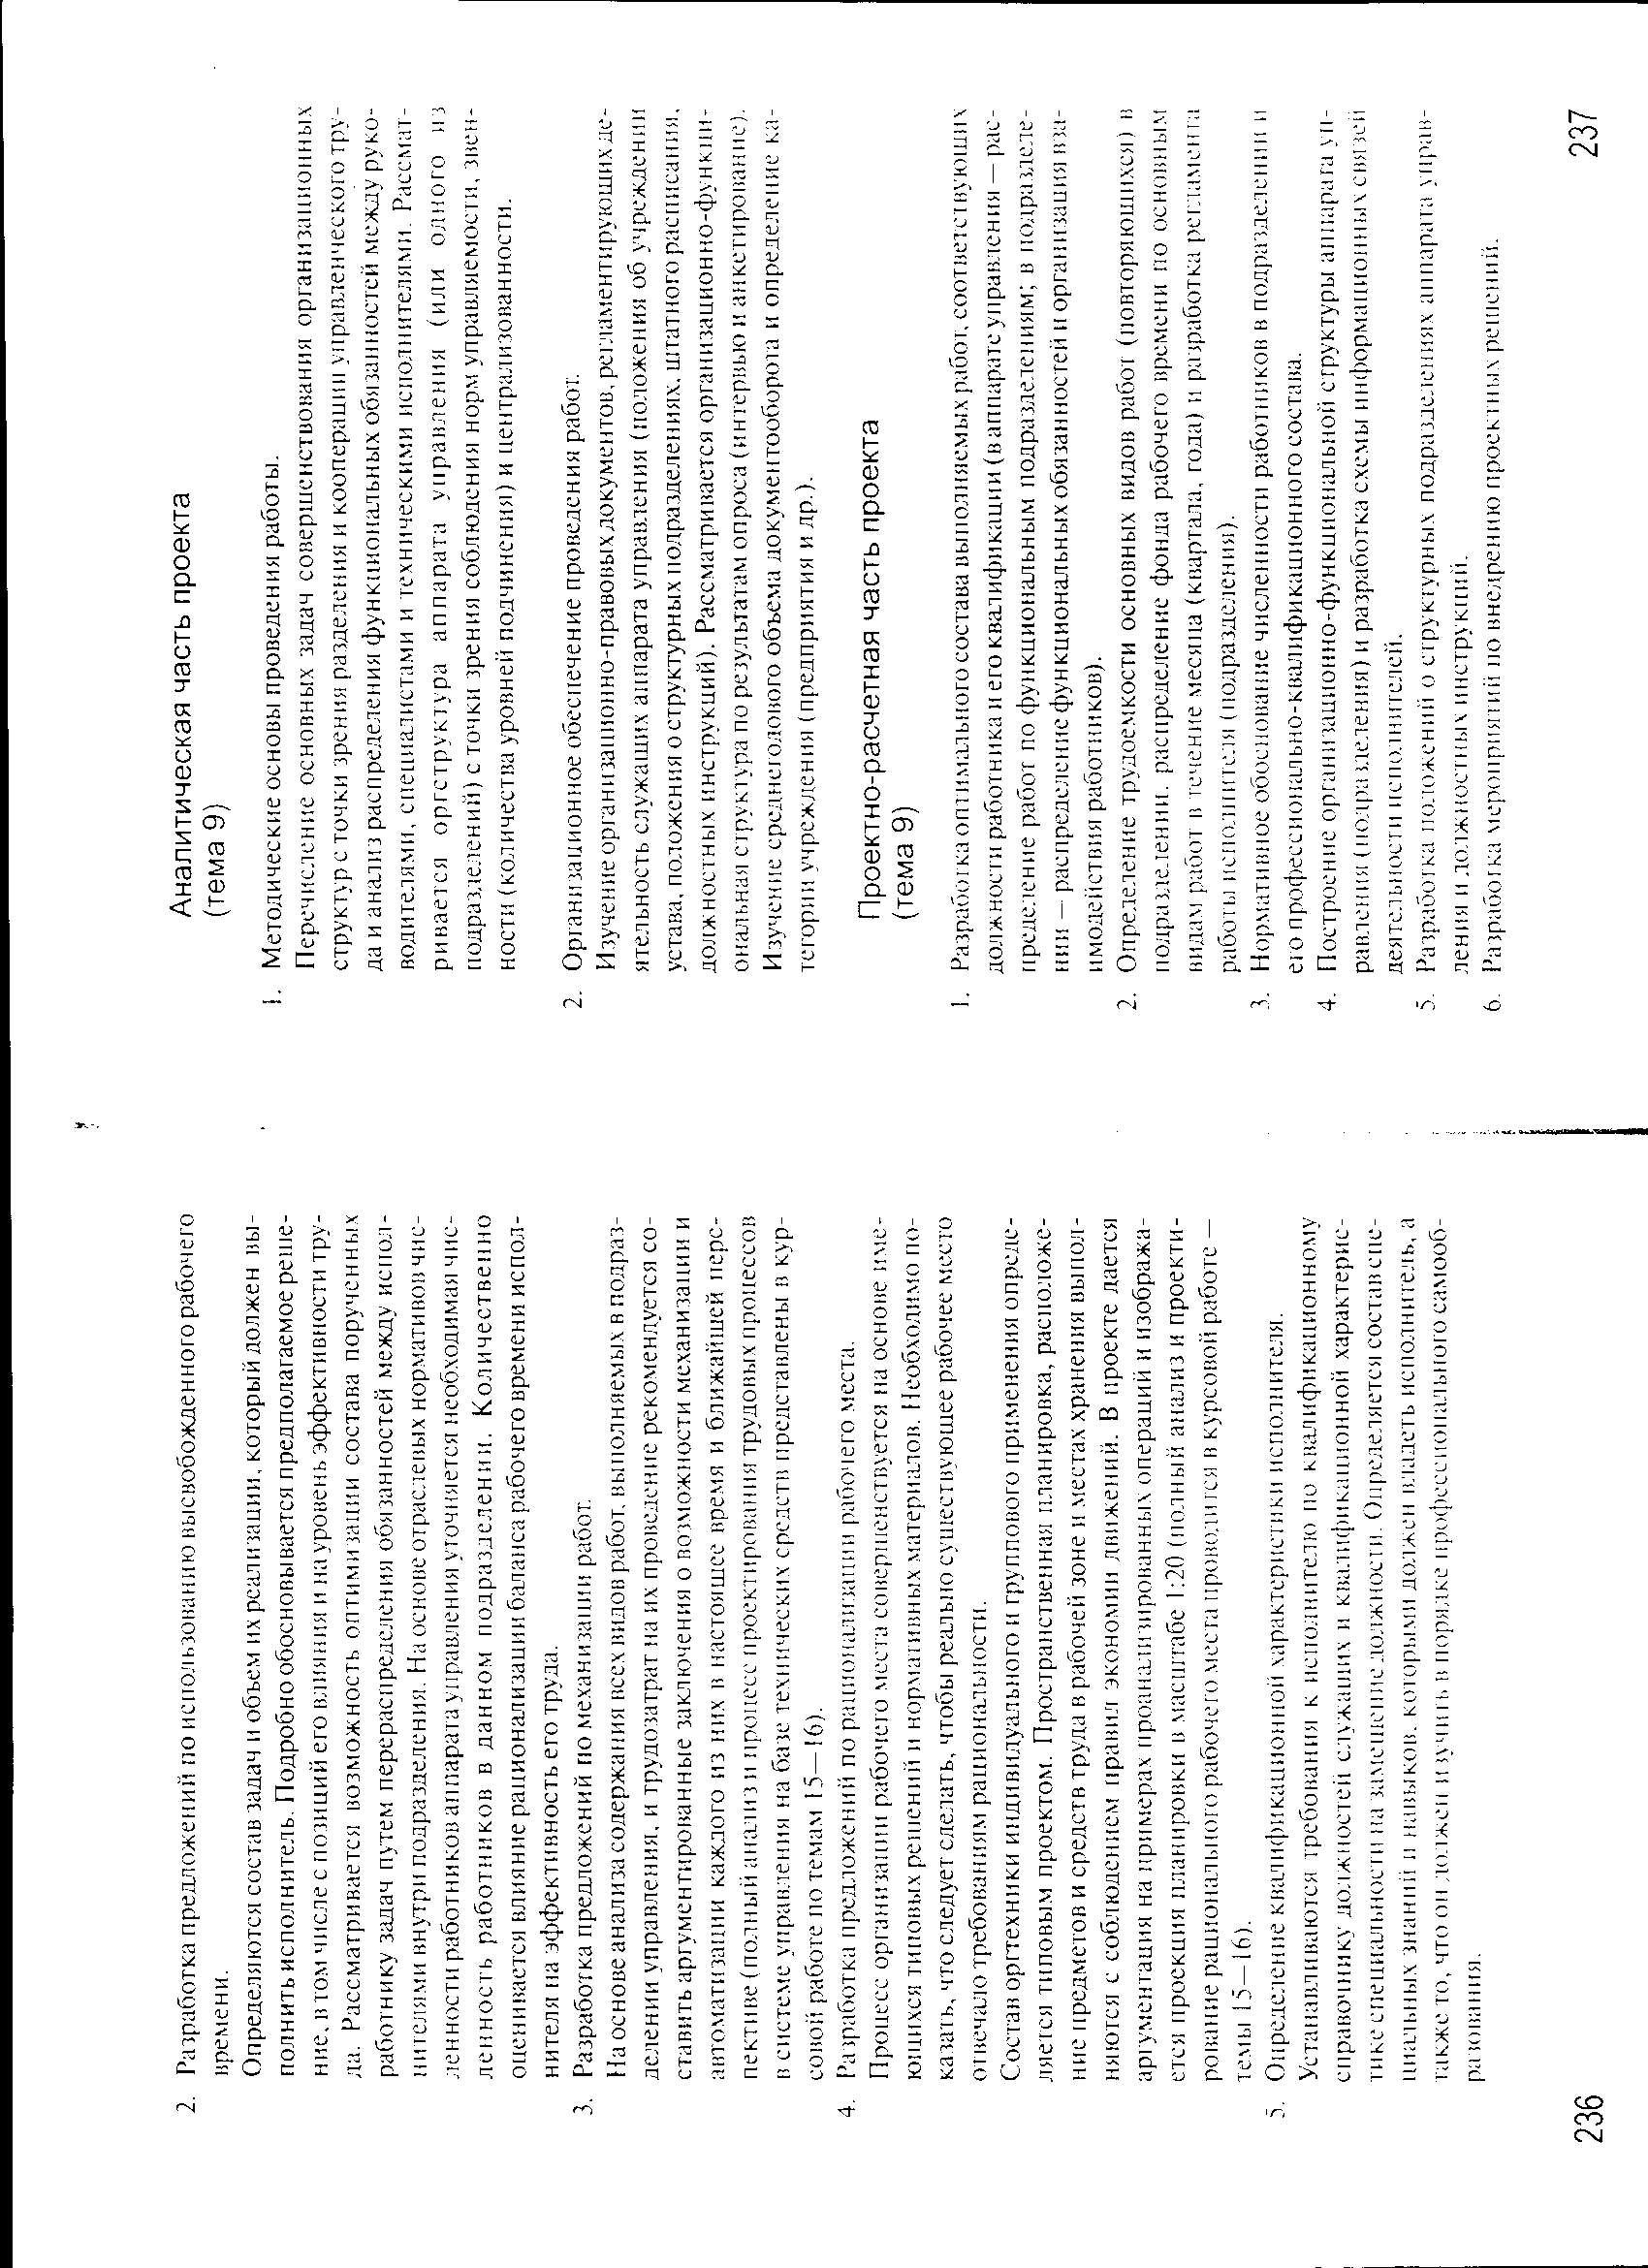 2. Разработка предложений по использованию высвобожденного рабочего
времени.
Определяются состав задач и объем их реализации, который должен вы-
полнить исполнитель. Подробно обосновывается предполагаемое реше-
ние, в том числе с позиций его влияния и на уровень эффективности тру-
да. Рассматривается возможность оптимизации состава порученных
работнику задач путем перераспределения обязанностей между испол-
нителями внутри подразделения. На основе отраслевых нормативов чис-
ленности работников аппарата управления уточняется необходимая чис-
ленность работников в данном подразделении. Количественно
оценивается влияние рационализации баланса рабочего времени испол-
нителя на эффективность его труда.
3. Разработка предложений по механизации работ.
На основе анализа содержания всех видов работ, выполняемых в подраз-
делении управления, и трудозатрат на их проведение рекомендуется со-
ставить аргументированные заключения о возможности механизации и
автоматизации каждого из них в настоящее время и ближайшей перс-
пективе (полный анализ и процесс проектирования трудовых процессов
в системе управления на базе технических средств представлены в кур-
совой работе по темам 15—16).
4. Разработка предложений по рационализации рабочего места.
Процесс организации рабочего места совершенствуется на основе име-
ющихся типовых решений и нормативных материалов. Необходимо по-
казать, что следует сделать, чтобы реально существующее рабочее место
отвечало требованиям рациональности.
Состав оргтехники индивидуального и группового применения опреде-
ляется типовым проектом. Пространственная планировка, расположе-
ние предметов и средств труда в рабочей зоне и местах хранения выпол-
няются с соблюдением правил экономии движений. В проекте дается
аргументация на примерах проанализированных операций и изобража-
ется проекция планировки в масштабе 1:20 (полный анализ и проекти-
рование рационального рабочего места проводится в курсовой работе —
темы 15—16).
5. Определение квалификационной характеристики исполнителя.
Устанавливаются требования к исполнителю по квалификационному
справочнику должностей служащих и квалификационной характерис-
тике специальности на замещение должности. Определяется состав спе-
циальных знаний и навыков, которыми должен владеть исполнитель, а
также то, что он должен изучить в порядке профессионального самооб-
разования.
236
Аналитическая часть проекта
(тема 9)
1. Методические основы проведения работы.
Перечисление основных задач совершенствования организационных
структур с точки зрения разделения и кооперации управленческого тру-
да и анализ распределения функциональных обязанностей между руко-
водителями, специалистами и техническими исполнителями. Рассмат-
ривается оргструктура аппарата управления (или одного из
подразделений) с точки зрения соблюдения норм управляемости, звен-
ности (количества уровней подчинения) и централизованности.
2. Организационное обеспечение проведения работ.
Изучение организационно-правовых документов, регламентирующих де-
ятельность служащих аппарата управления (положения об учреждении
устава, положения о структурных подразделениях, штатного расписания,
должностных инструкций). Рассматривается организационно-функци-
ональная структура по результатам опроса (интервью и анкетирование).
Изучение среднегодового объема документооборота и определение ка-
тегории учреждения (предприятия и др.).
Проектно-расчетная часть проекта
(тема 9)
1. Разработка оптимального состава выполняемых работ, соответствующих
должности работника и его квалификации (в аппарате управления — рас-
пределение работ по функциональным подразделениям; в подразделе-
нии — распределение функциональных обязанностей и организация вза-
имодействия работников).
2. Определение трудоемкости основных видов работ (повторяющихся) в
подразделении, распределение фонда рабочего времени по основным
видам работ в течение месяца (квартала, года) и разработка регламента
работы исполнителя (подразделения).
3. Нормативное обоснование численности работников в подразделении и
его профессионально-квалификационного состава.
4. Построение организационно-функциональной структуры аппарата уп-
равления (подразделения) и разработка схемы информационных связей
деятельности исполнителей.
5. Разработка положений о структурных подразделениях аппарата управ-
ления и должностных инструкций.
6. Разработка мероприятий по внедрению проектных решений.
237